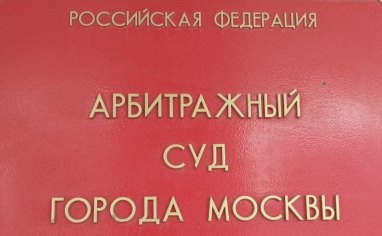 РОССИЙСКАЯ ФЕДЕРАЦИЯ
АРБИТРАЖНЫЙ
СУД
ГОРОДА МОСКВЫ